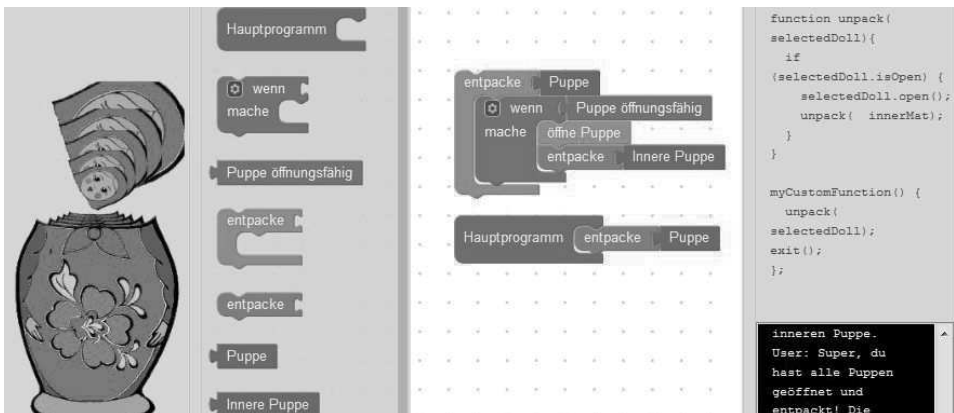 Hauptprogramm
wenn
mache
Puppe öffnungsfähig
entpacke
entpacke
Puppe
Innere Puppe
entpacke Puppe
wenn Puppe öffnungsfähig
mache öffne Puppe
entpacke Innere Puppe
Hauptprogramm entpacke Puppe
function unpack(
selectedDoll){
if
(selectedDoll.isOpen) {
selectedDoll.open();
unpack( innerMat);
}
}
myCustomFunction() {
unpack(
selectedDoll);
exit();
};
inneren Puppe.
User: Super, du
hast alle Puppen
geöffnet und
entpackt! Die